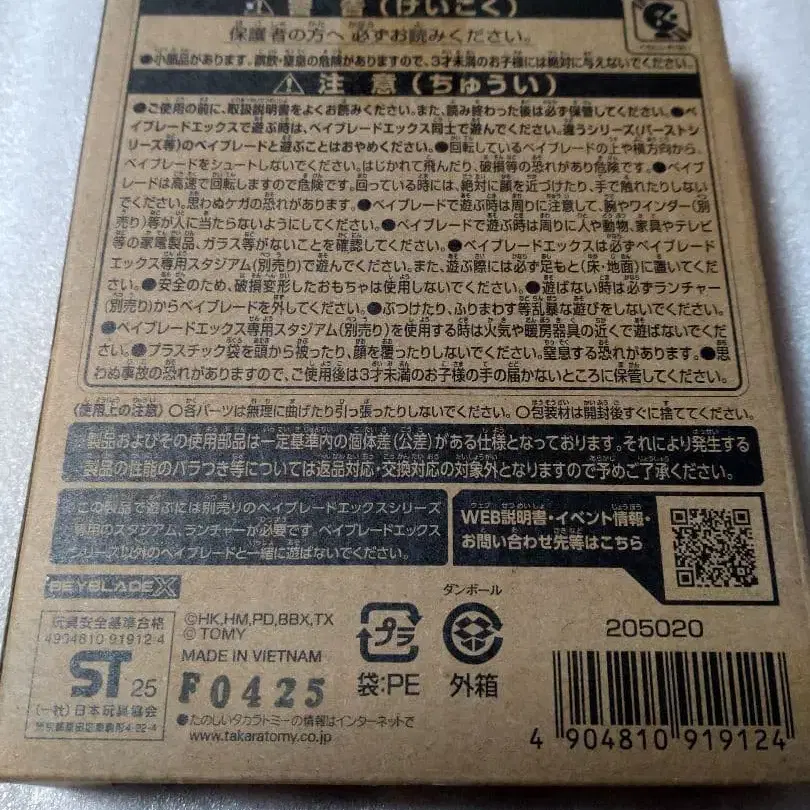 ⚠警告(けいこく)
保護者の方へ 必ずお読みください。
●小部品があります。誤飲・窒息の危険がありますので、3才未満のお子様には絶対に与えないでください。
⚠注意(ちゅうい)
●ご使用の前に、取扱説明書をよくお読みください。また、読み終わった後は必ず保管してください。●ベ
イブレードエックスで遊ぶ時は、ベイブレードエックス同士で遊んでください。違うシリーズ(バーストシ
リーズ等)のベイブレードと遊ぶことはおやめください。●回転しているベイブレードの上や横方向から、
ベイブレードをシュートしないでください。はじかれて飛んだり、破損等の恐れがあり危険です。●ベイブ
レードは高速で回転しますので危険です。回っている時には、絶対に顔を近づけたり、手で触れたりしない
でください。思わぬケガの恐れがあります。●ベイブレードで遊ぶ時は周りに注意して、腕やワインダー(別
売り)等が人に当たらないようにしてください。●ベイブレードで遊ぶ時は周りに人や動物、家具やテレビ
等の家電製品、ガラス等がないことを確認してください。●ベイブレードエックスは必ずベイブレード
エックス専用スタジアム(別売り)で遊んでください。また、遊ぶ際には必ず足もと(床・地面)に置いてくだ
さい。●安全のため、破損変形したおもちゃは使用しないでください。●遊ばない時は必ずランチャー
(別売り)からベイブレードを外してください。●ぶつけたり、ふりまわす等乱暴な遊びをしないでください。
●ベイブレードエックス専用スタジアム(別売り)を使用する時は火気や暖房器具の近くで遊ばないでくだ
さい。●プラスチック袋を頭から被ったり、顔を覆ったりしないでください。窒息する恐れがあります。●思
わぬ事故の恐れがありますので、ご使用後は3才未満のお子様の手の届かないところに保管してください。
〈使用上の注意〉○各パーツは無理に曲げたり引っ張ったりしないでください。○包装材は開封後すぐに捨ててください。
製品およびその使用部品は一定基準内の個体差(公差)がある仕様となっております。それにより発生する
製品の性能のバラつき等については返品対応・交換対応の対象外となりますので予めご了承ください。
○この製品で遊ぶには別売りのベイブレードエックスシリーズ
専用のスタジアム、ランチャーが必要です。ベイブレードエックス
シリーズ以外のベイブレードと一緒に遊ばないでください。
WEB説明書・イベント情報・
お問い合わせ先等はこちら
BEYBLADE X
玩具安全基準合格
4904810 91912 4
ST 25
(一社)日本玩具協会
東京都墨田区東駒形4-22-4
©HK,HM,PD,BBX,TX
© TOMY
MADE IN VIETNAM
F0425
●たのしいタカラトミーの情報はインターネットで
www.takaratomy.co.jp
プラ
袋:PE
ダンボール
外箱
205020
4 904810 919124